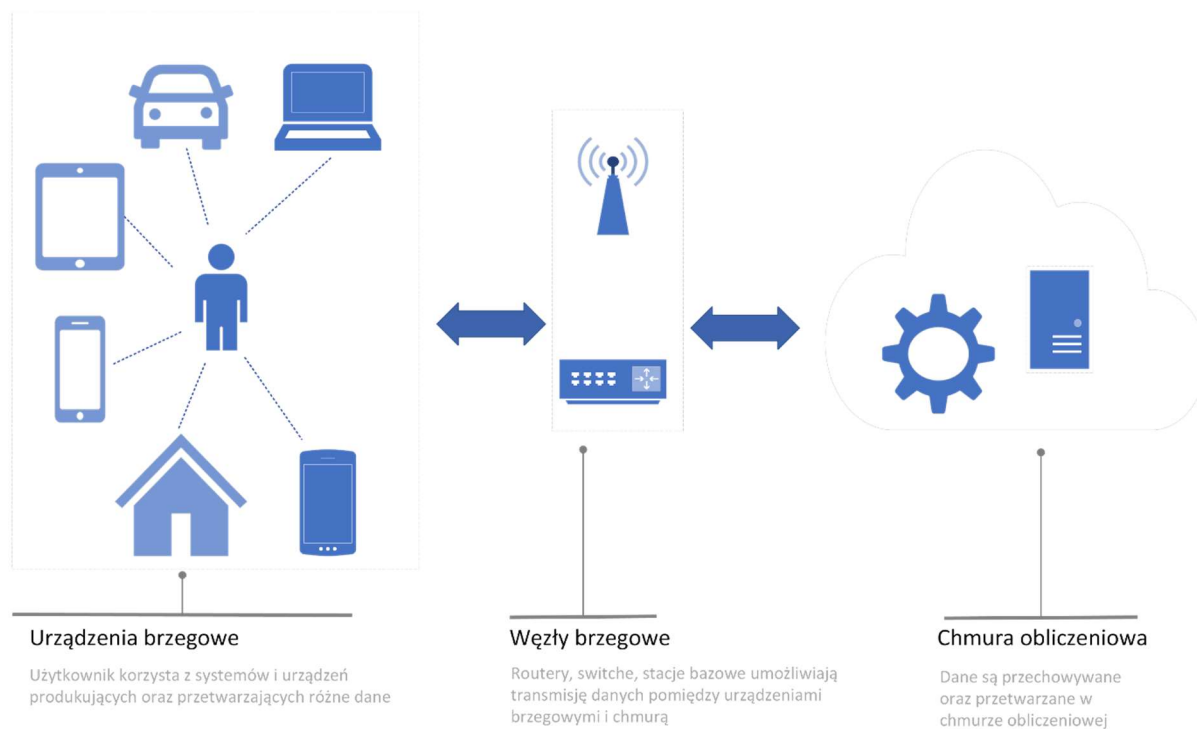 Urządzenia brzegowe
Użytkownik korzysta z systemów i urządzeń
produkujących oraz przetwarzających różne dane
Węzły brzegowe
Routery, switche, stacje bazowe umożliwiają
transmisję danych pomiędzy urządzeniami
brzegowymi i chmurą
Chmura obliczeniowa
Dane są przechowywane
oraz przetwarzane w
chmurze obliczeniowej